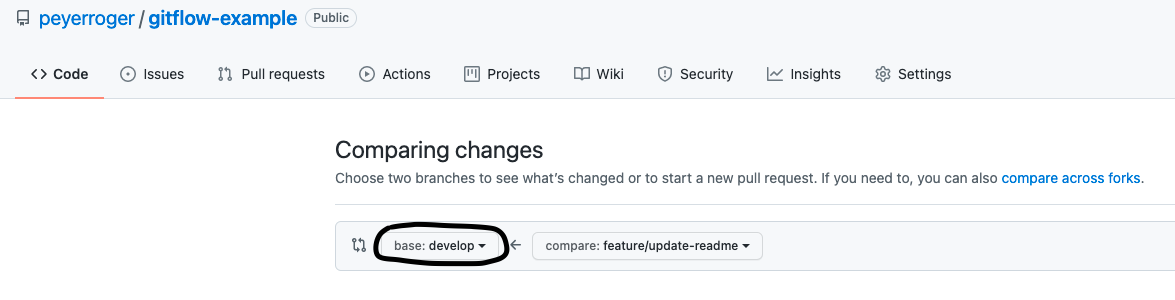 peyerroger / gitflow-example Public
Code Issues Pull requests Actions Projects Wiki Security Insights Settings
Comparing changes
Choose two branches to see what's changed or to start a new pull request. If you need to, you can also compare across forks.
base: develop compare: feature/update-readme